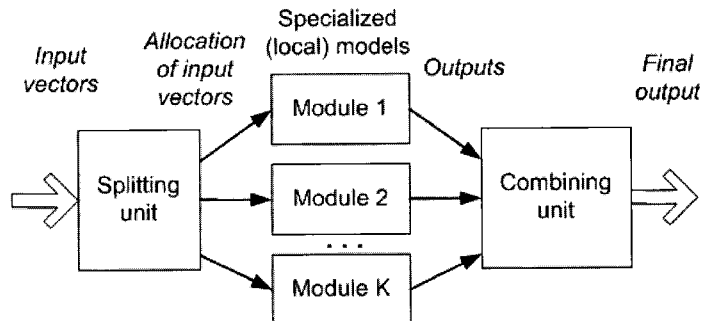 Input
vectors
Allocation
of input
vectors
Specialized
(local) models
Outputs
Final
output
Splitting
unit
Module 1
Module 2
...
Module K
Combining
unit